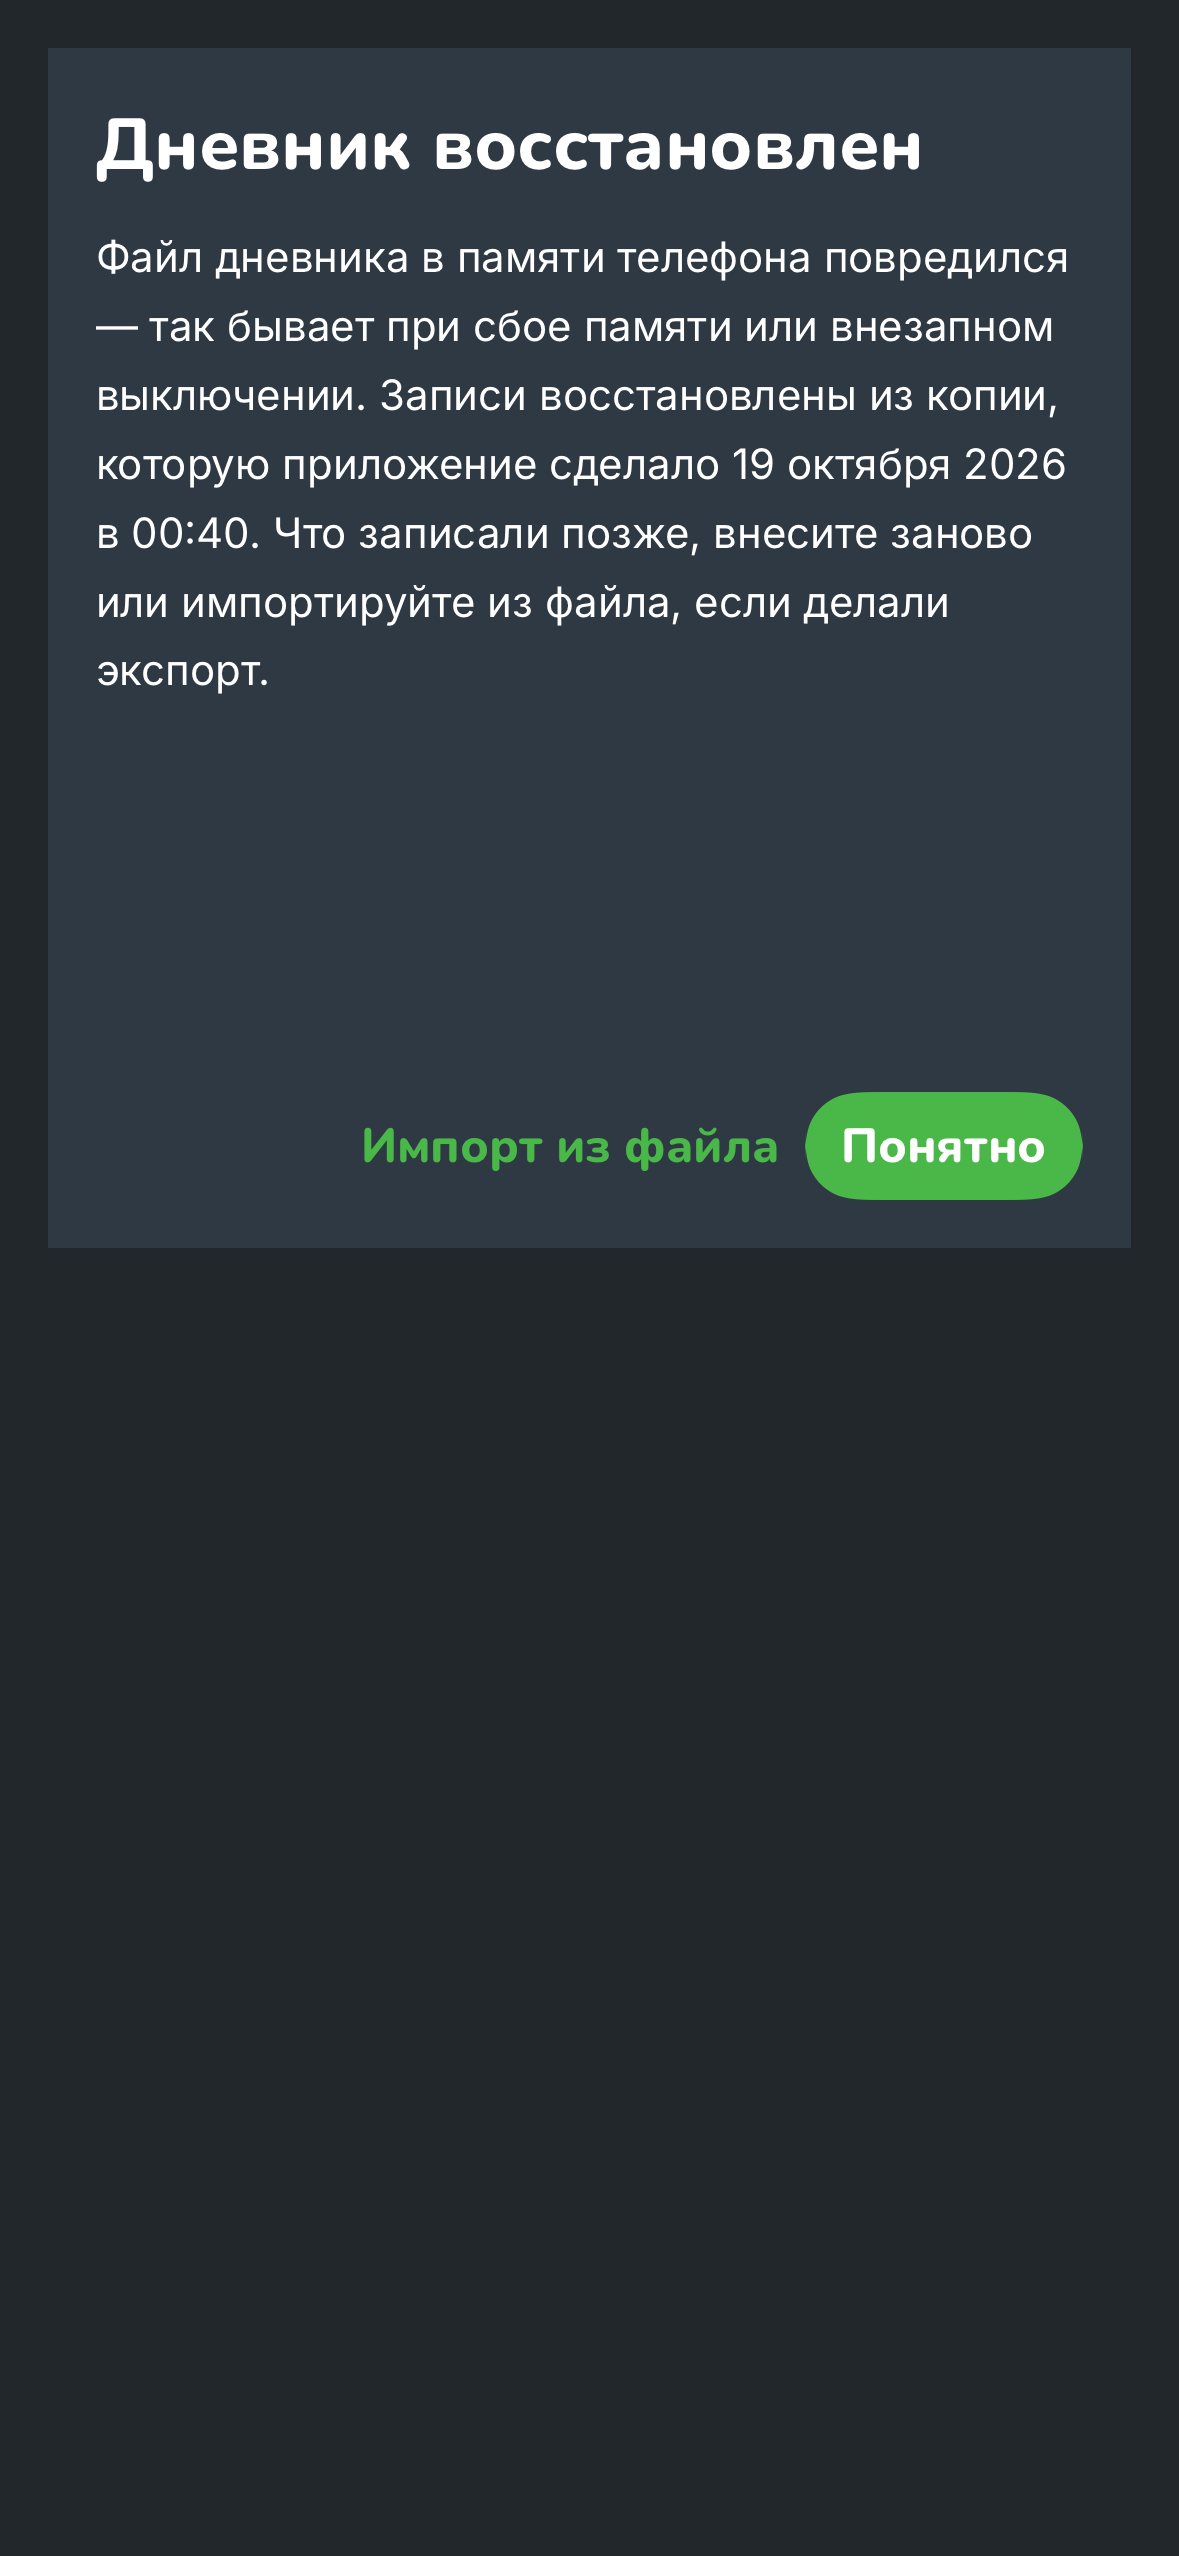 Дневник восстановлен
Файл дневника в памяти телефона повредился
— так бывает при сбое памяти или внезапном
выключении. Записи восстановлены из копии,
которую приложение сделало 19 октября 2026
в 00:40. Что записали позже, внесите заново
или импортируйте из файла, если делали
экспорт.
Импорт из файла
Понятно